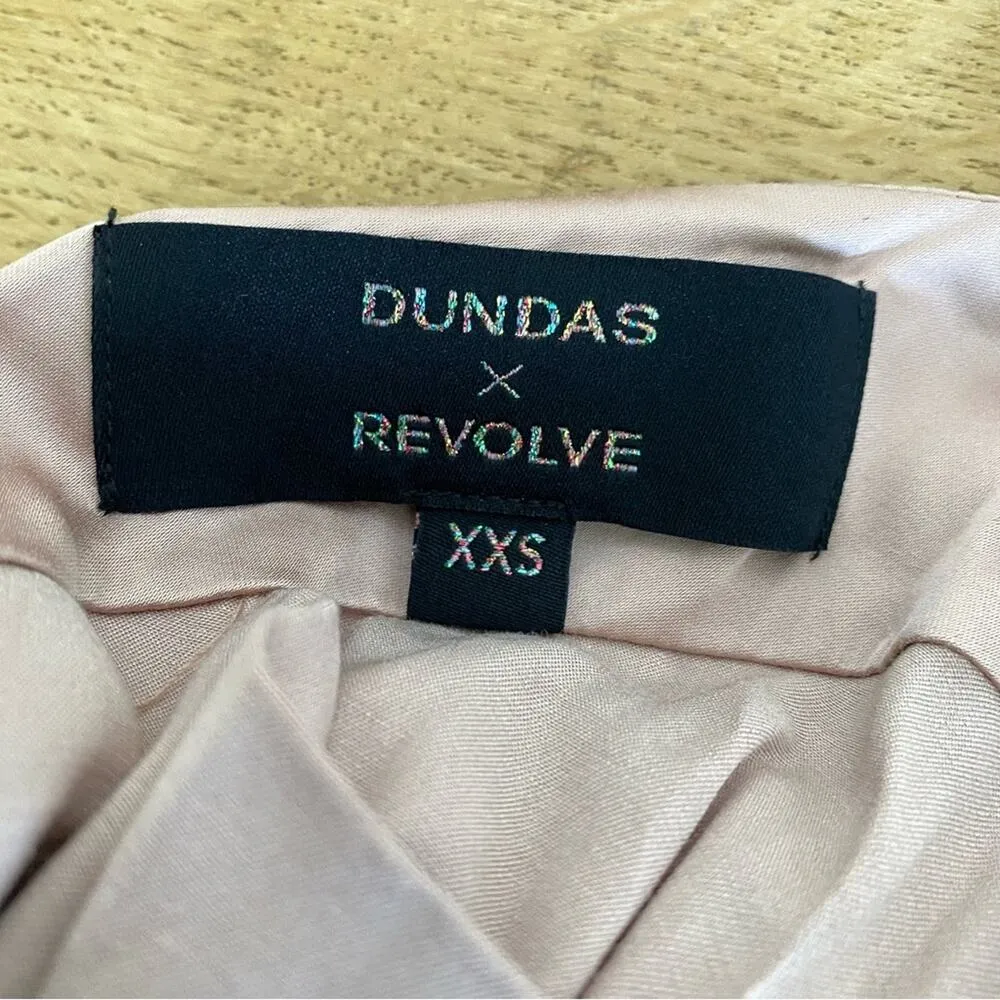 DUNDAS
×
REVOLVE
XXS